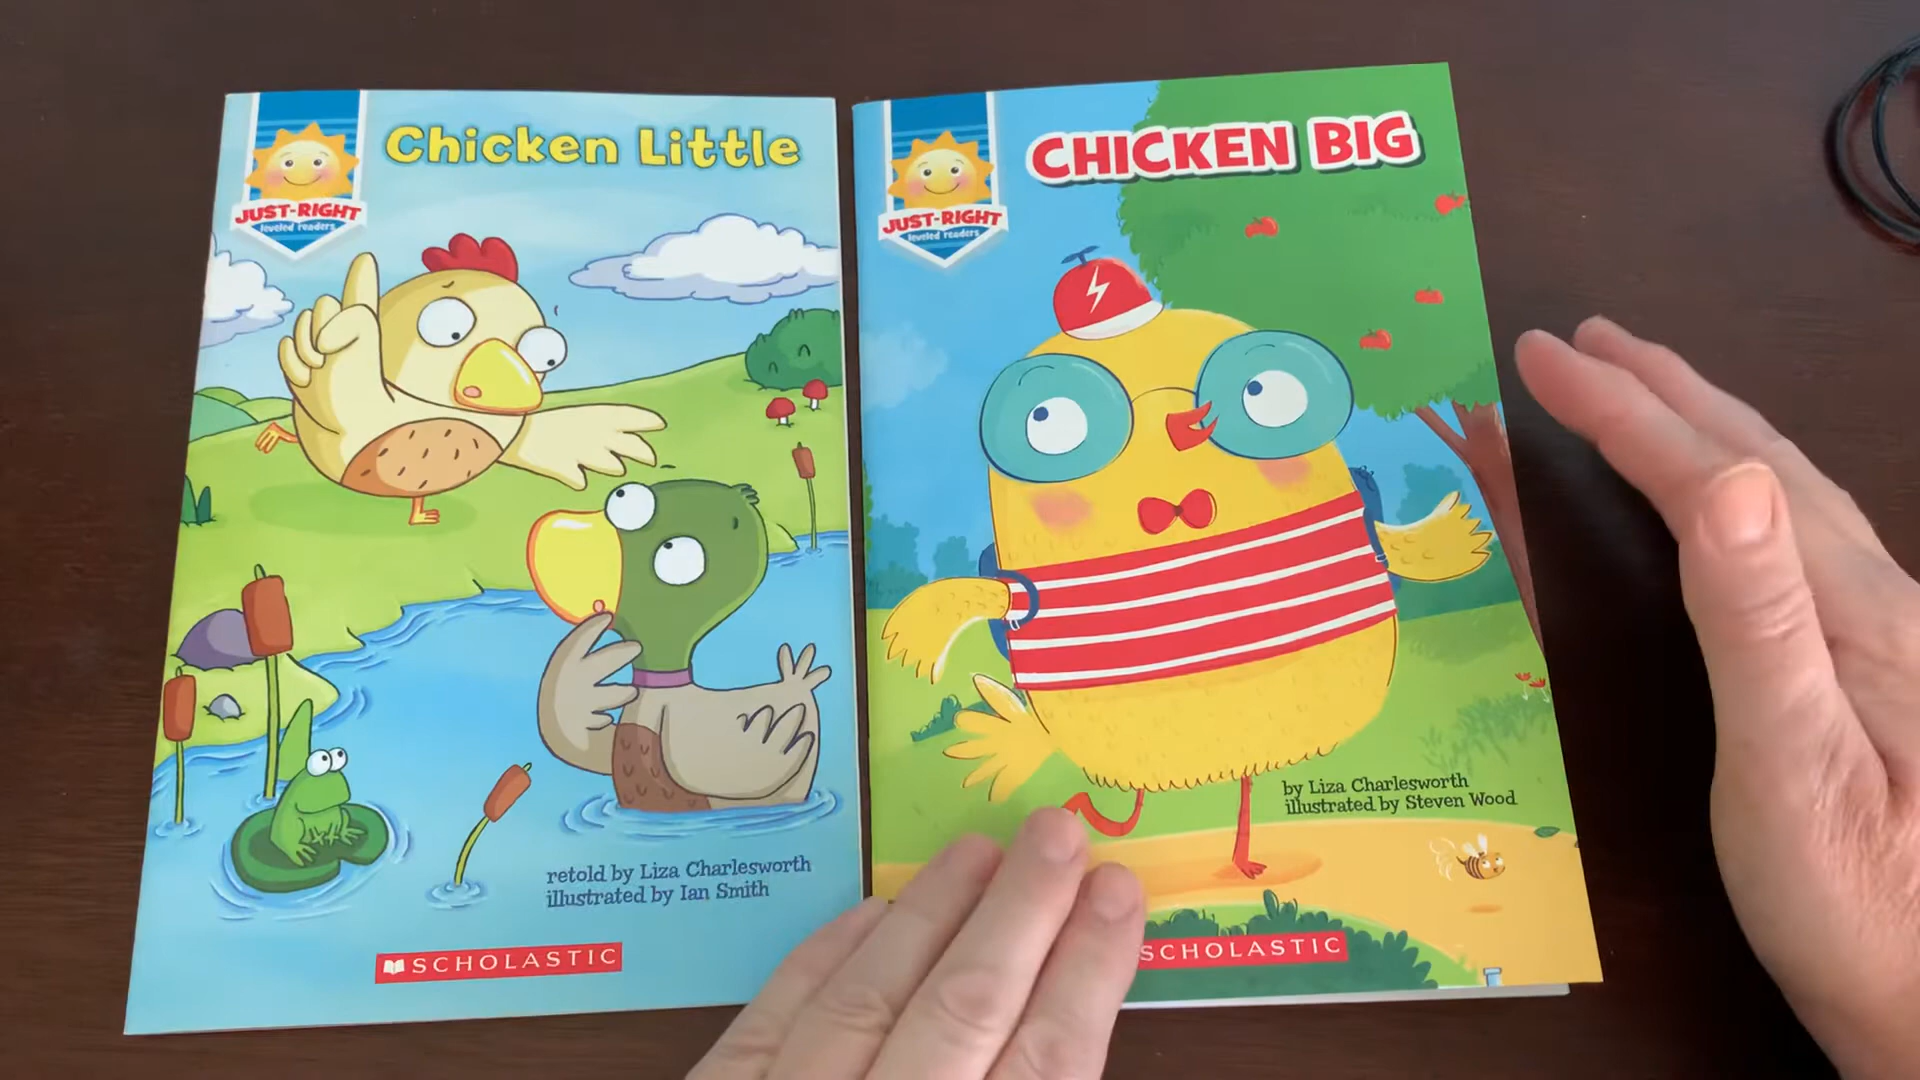 Chicken Little
JUST-RIGHT
leveled readers
retold by Liza Charlesworth
illustrated by Ian Smith
SCHOLASTIC
CHICKEN BIG
JUST-RIGHT
leveled readers
by Liza Charlesworth
illustrated by Steven Wood
SCHOLASTIC